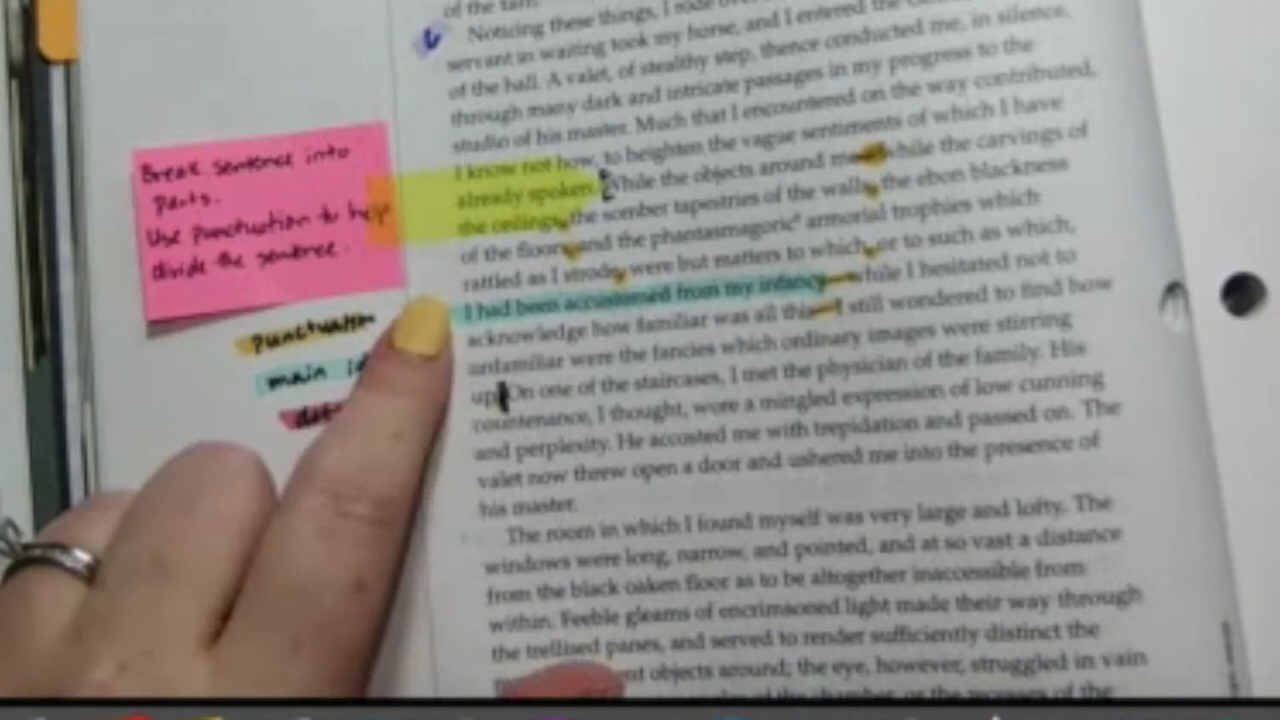 of the tarn.
Noticing these things, I rode over
servant in waiting took my horse, and I entered the
of the hall. A valet, of stealthy step, thence conducted me, in silence,
through many dark and intricate passages in my progress to the
studio of his master. Much that I encountered on the way contributed,
I know not how, to heighten the vague sentiments of which I have
already spoken. While the objects around me—while the carvings of
the ceilings, the somber tapestries of the walls, the ebon blackness
of the floors, and the phantasmagoric armorial trophies which
rattled as I strode, were but matters to which, or to such as which,
I had been accustomed from my infancy—while I hesitated not to
acknowledge how familiar was all this—I still wondered to find how
unfamiliar were the fancies which ordinary images were stirring
up. On one of the staircases, I met the physician of the family. His
countenance, I thought, wore a mingled expression of low cunning
and perplexity. He accosted me with trepidation and passed on. The
valet now threw open a door and ushered me into the presence of
his master.
The room in which I found myself was very large and lofty. The
windows were long, narrow, and pointed, and at so vast a distance
from the black oaken floor as to be altogether inaccessible from
within. Feeble gleams of encrimsoned light made their way through
the trellised panes, and served to render sufficiently distinct the
objects around; the eye, however, struggled in vain
of the chamber, or the recesses of the
Break sentence into
parts.
Use punctuation to help
divide the sentence.
punctuation
main